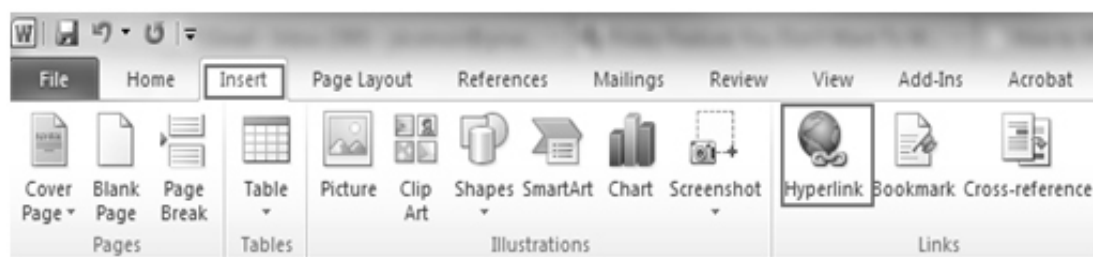 W
File Home Insert Page Layout References Mailings Review View Add-Ins Acrobat
Cover Blank Page Table Picture Clip Shapes SmartArt Chart Screenshot Hyperlink Bookmark Cross-reference
Page Page Break Art
Pages Tables Illustrations Links